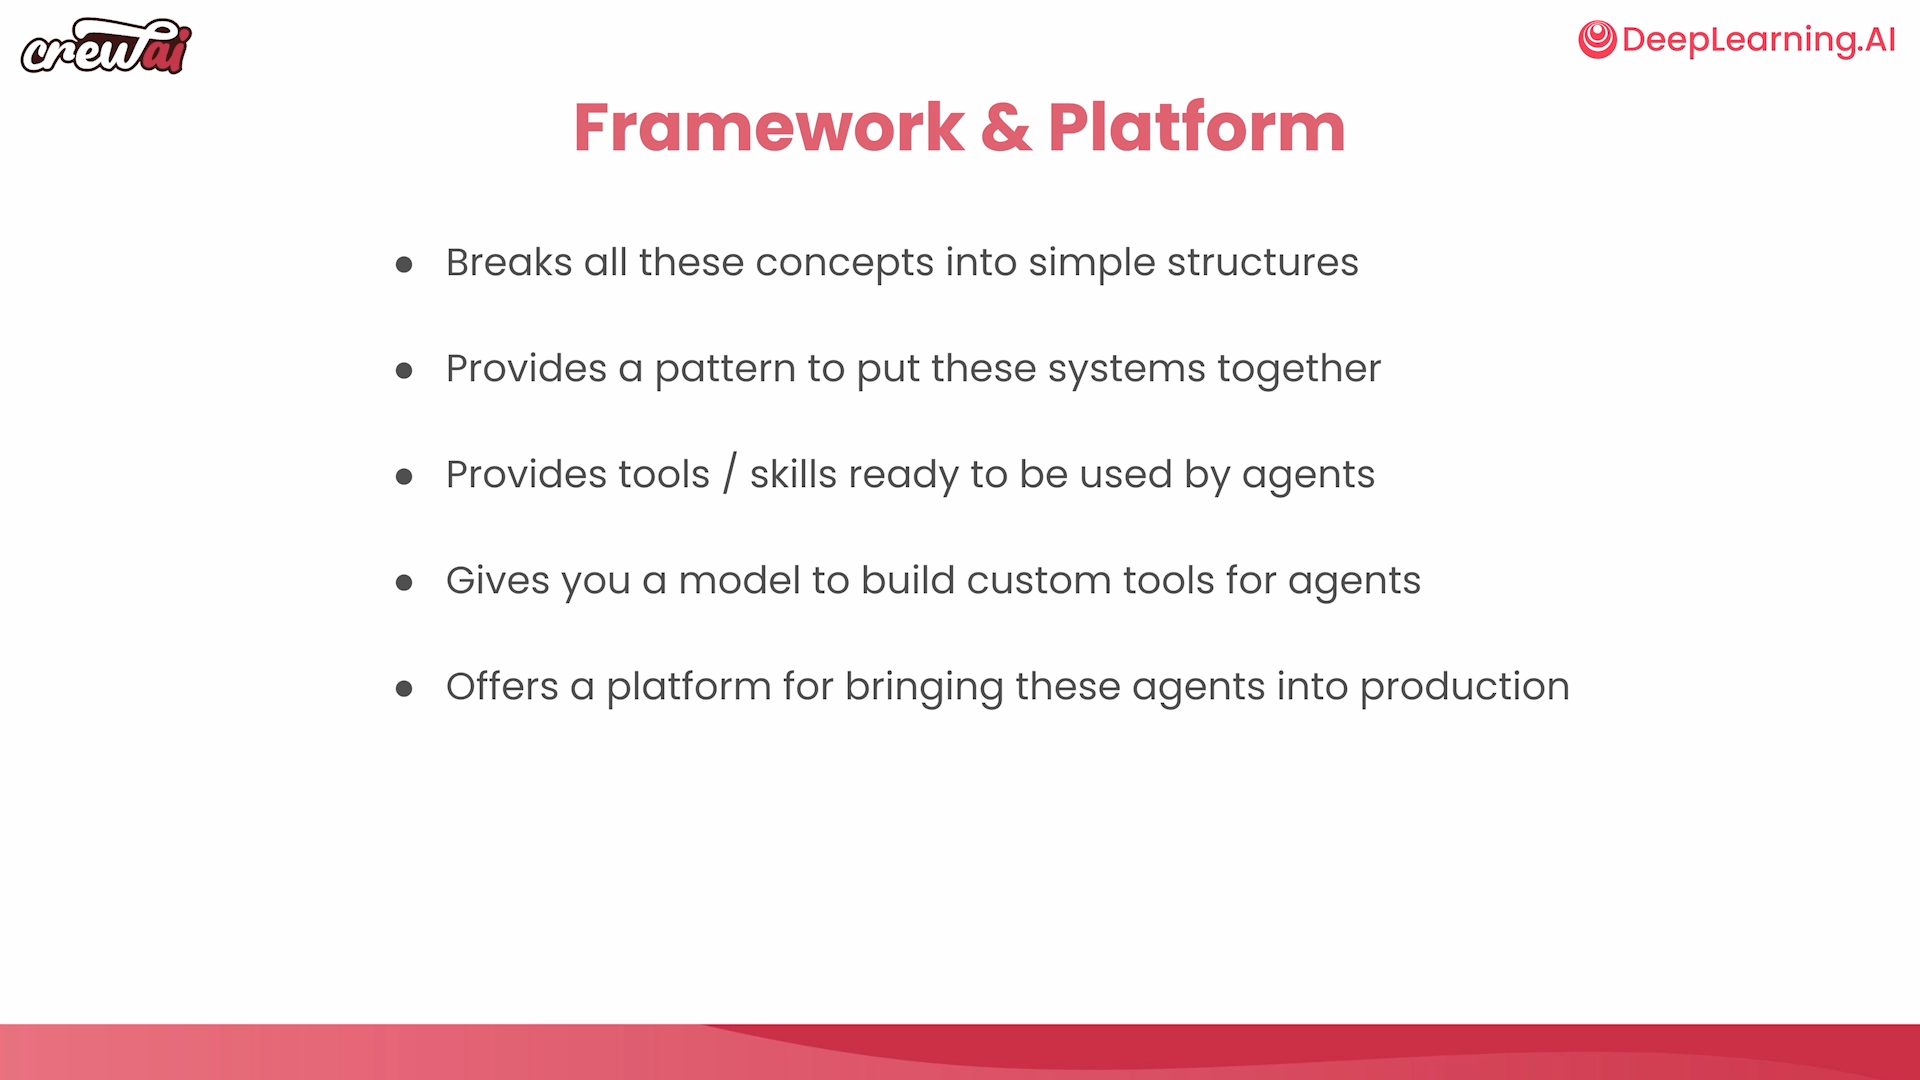 crewai
DeepLearning.AI
Framework & Platform
● Breaks all these concepts into simple structures
● Provides a pattern to put these systems together
● Provides tools / skills ready to be used by agents
● Gives you a model to build custom tools for agents
● Offers a platform for bringing these agents into production